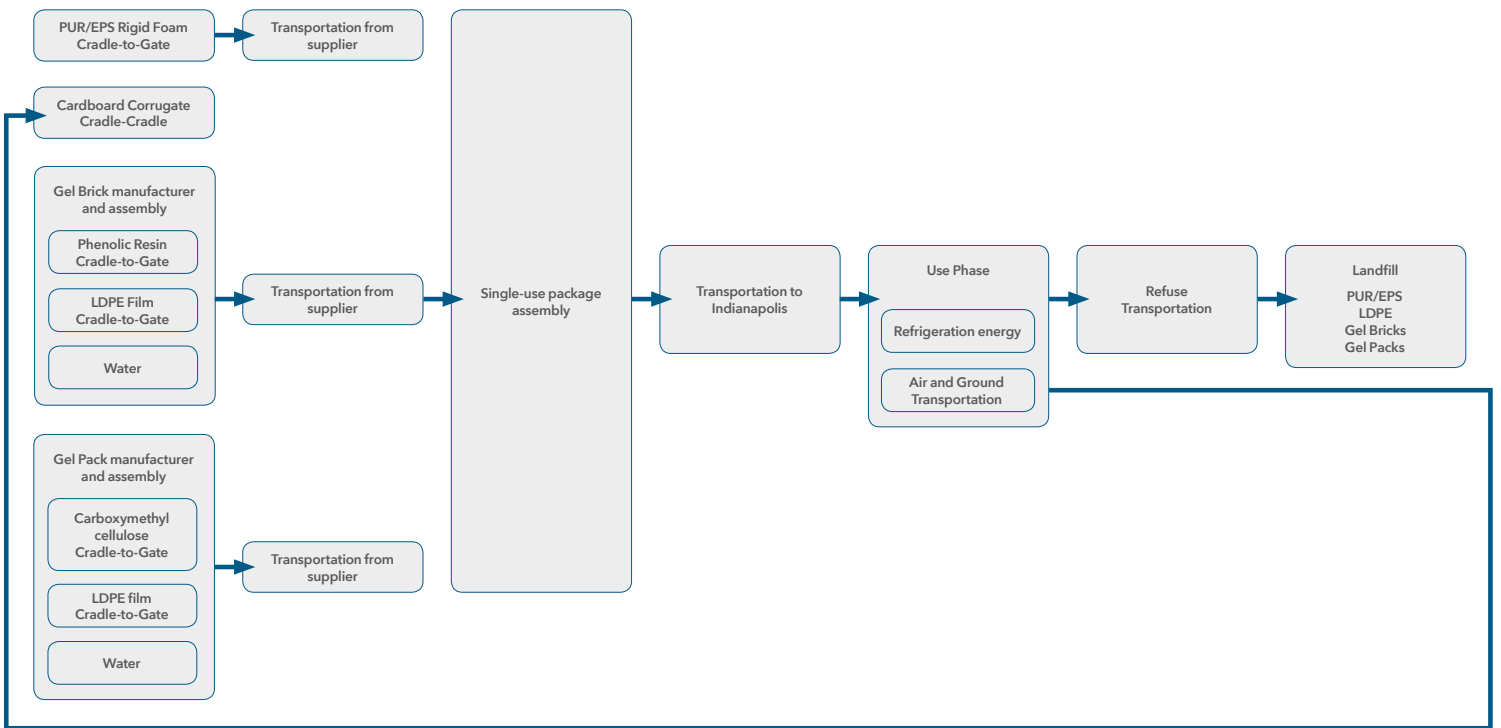 PUR/EPS Rigid Foam
Cradle-to-Gate
Transportation from
supplier
Cardboard Corrugate
Cradle-Cradle
Gel Brick manufacturer
and assembly
Phenolic Resin
Cradle-to-Gate
LDPE Film
Cradle-to-Gate
Water
Transportation from
supplier
Gel Pack manufacturer
and assembly
Carboxymethyl
cellulose
Cradle-to-Gate
LDPE film
Cradle-to-Gate
Water
Transportation from
supplier
Single-use package
assembly
Transportation to
Indianapolis
Use Phase
Refrigeration energy
Air and Ground
Transportation
Refuse
Transportation
Landfill
PUR/EPS
LDPE
Gel Bricks
Gel Packs